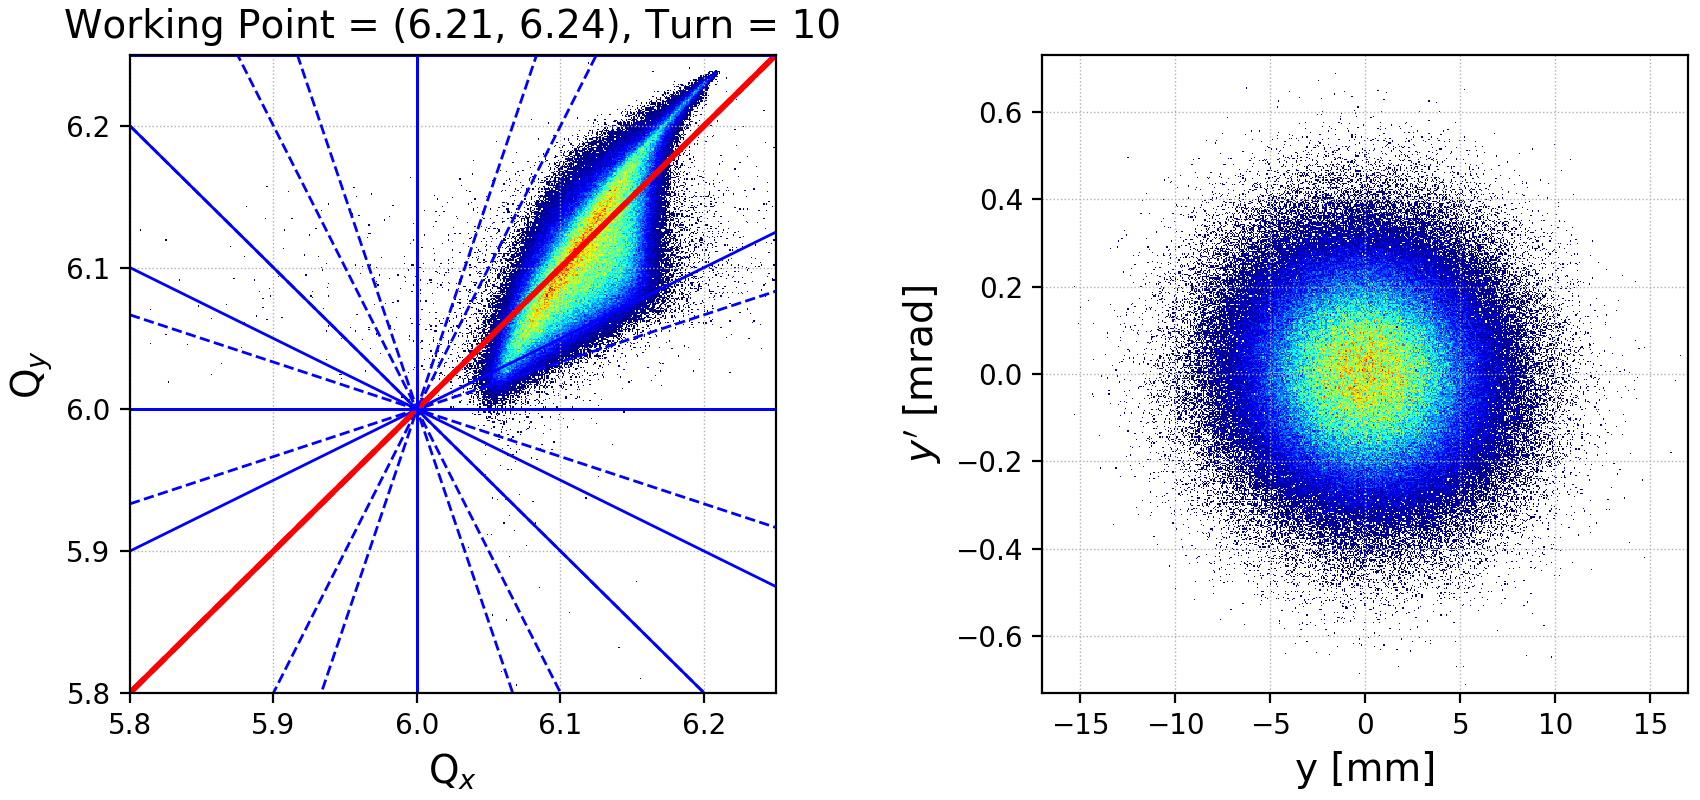 Working Point = (6.21, 6.24), Turn = 10
6.2
6.1
6.0
5.9
5.8
Q_y
5.8 5.9 6.0 6.1 6.2
Q_x
0.6
0.4
0.2
0.0
−0.2
−0.4
−0.6
y′ [mrad]
−15 −10 −5 0 5 10 15
y [mm]